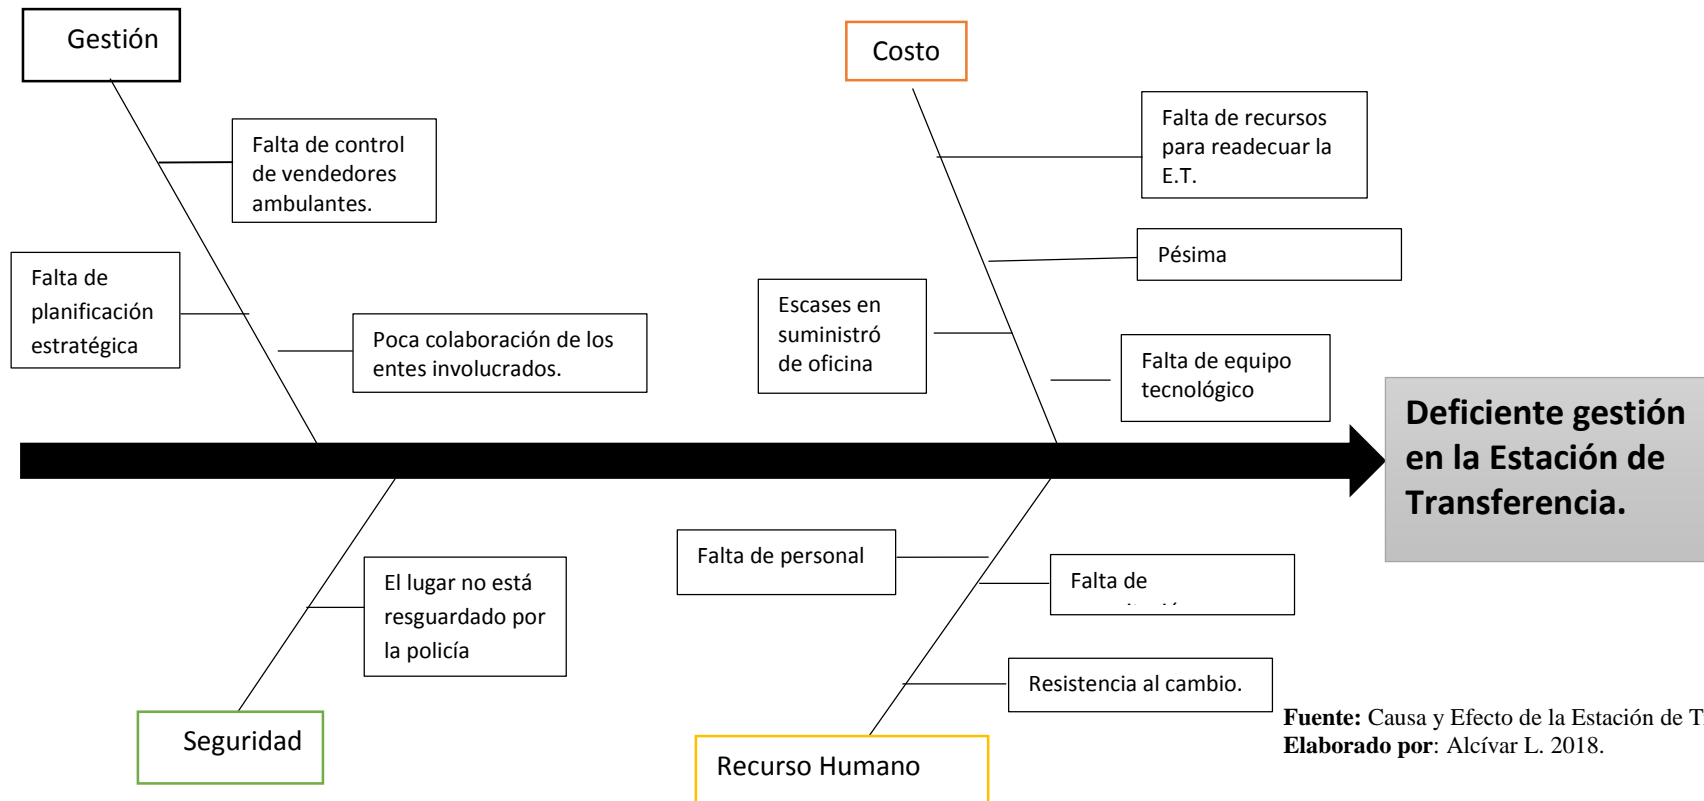 Gestión
Costo
Falta de control
de vendedores
ambulantes.
Falta de recursos
para readecuar la
E.T.
Falta de
planificación
estratégica
Pésima
Poca colaboración de los
entes involucrados.
Escases en
suministró
de oficina
Falta de equipo
tecnológico
Deficiente gestión
en la Estación de
Transferencia.
Falta de personal
Falta de
El lugar no está
resguardado por
la policía
Resistencia al cambio.
Seguridad
Recurso Humano
Fuente: Causa y Efecto de la Estación de
Elaborado por: Alcívar L. 2018.